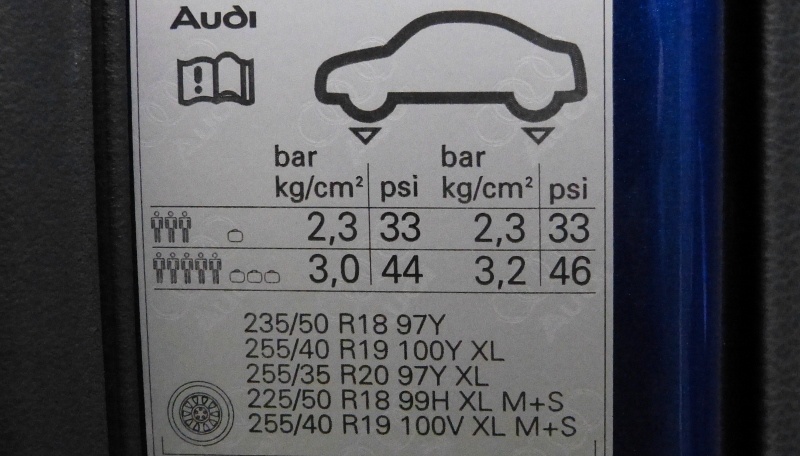 Audi
bar bar
kg/cm² psi kg/cm² psi
2,3 33 2,3 33
3,0 44 3,2 46
235/50 R18 97Y
255/40 R19 100Y XL
255/35 R20 97Y XL
225/50 R18 99H XL M+S
255/40 R19 100V XL M+S